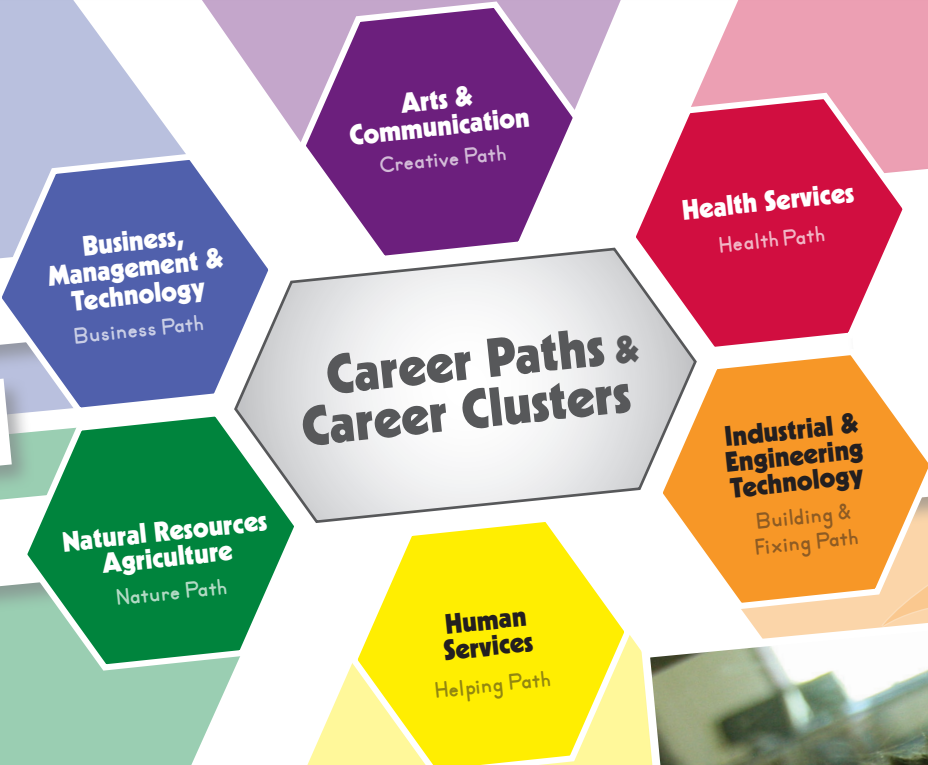 Arts &
Communication
Creative Path
Health Services
Health Path
Business,
Management &
Technology
Business Path
Career Paths &
Career Clusters
Industrial &
Engineering
Technology
Building &
Fixing Path
Natural Resources
Agriculture
Nature Path
Human
Services
Helping Path